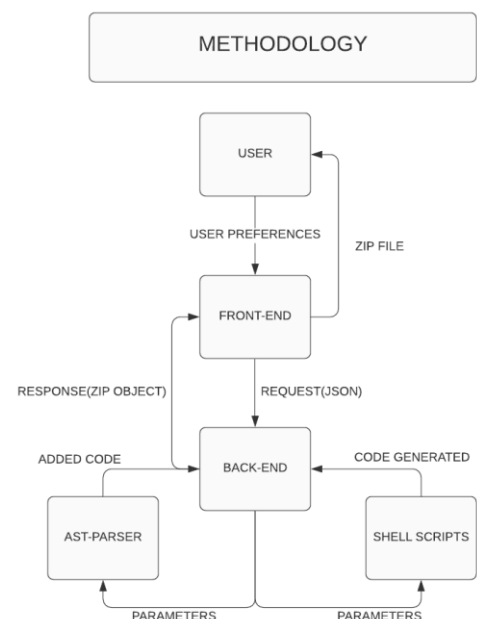 METHODOLOGY
USER
USER PREFERENCES
ZIP FILE
FRONT-END
RESPONSE(ZIP OBJECT)
REQUEST(JSON)
ADDED CODE
BACK-END
CODE GENERATED
AST-PARSER
SHELL SCRIPTS
PARAMETERS
PARAMETERS